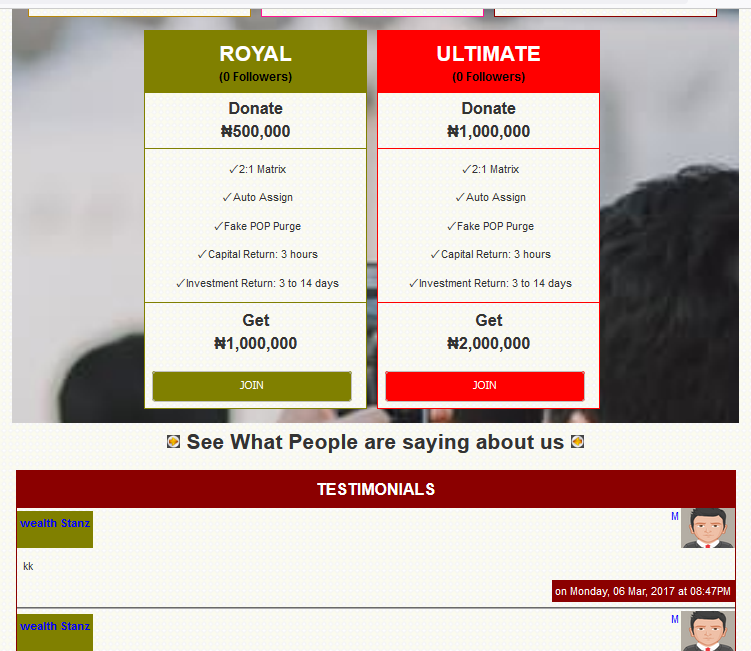 ROYAL
(0 Followers)
Donate
₦500,000
✓2:1 Matrix
✓Auto Assign
✓Fake POP Purge
✓Capital Return: 3 hours
✓Investment Return: 3 to 14 days
Get
₦1,000,000
JOIN
ULTIMATE
(0 Followers)
Donate
₦1,000,000
✓2:1 Matrix
✓Auto Assign
✓Fake POP Purge
✓Capital Return: 3 hours
✓Investment Return: 3 to 14 days
Get
₦2,000,000
JOIN
See What People are saying about us
TESTIMONIALS
wealth Stanz
M
kk
on Monday, 06 Mar, 2017 at 08:47PM
wealth Stanz
M